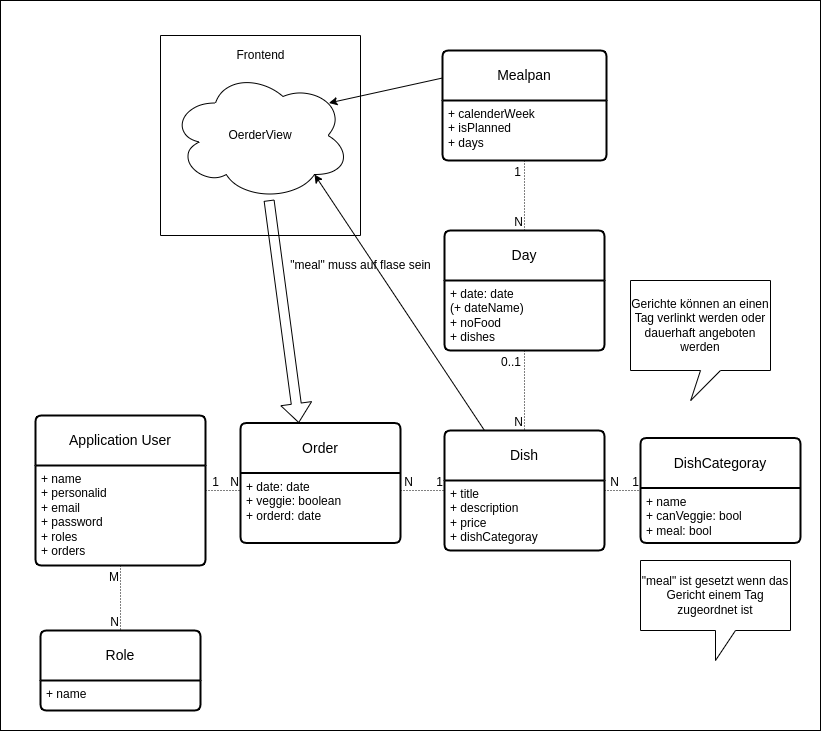 Frontend
OerderView
Mealpan
+ calenderWeek
+ isPlanned
+ days
1
N
"meal" muss auf flase sein
Day
+ date: date
(+ dateName)
+ noFood
+ dishes
0..1
N
Gerichte können an einen
Tag verlinkt werden oder
dauerhaft angeboten
werden
Application User
+ name
+ personalid
+ email
+ password
+ roles
+ orders
1
N
Order
+ date: date
+ veggie: boolean
+ orderd: date
N
1
Dish
+ title
+ description
+ price
+ dishCategoray
N
1
DishCategoray
+ name
+ canVeggie: bool
+ meal: bool
"meal" ist gesetzt wenn das
Gericht einem Tag
zugeordnet ist
M
N
Role
+ name